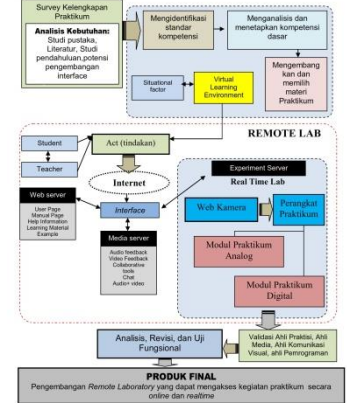 Survey Kelengkapan
Praktikum
Analisis Kebutuhan:
Studi pustaka,
Literatur, Studi
pendahuluan,potensi
pengembangan
interface
Mengidentifikasi
standar
kompetensi
Menganalisis dan
menetapkan kompetensi
dasar
Situational
factor
Virtual
Learning
Environment
Mengembang
kan dan
memilih
materi
Praktikum
REMOTE LAB
Student
Teacher
Act (tindakan)
Internet
Experiment Server
Real Time Lab
Web server
User Page
Manual Page
Help Information
Learning Material
Example
Interface
Web Kamera
Perangkat
Praktikum
Media server
Audio feedback
Video Feedback
Collaborative
tools
Chat
Audio+ video
Modul Praktikum
Analog
Modul Praktikum
Digital
Analisis, Revisi, dan Uji
Fungsional
Validasi Ahli Praktisi, Ahli
Media, Ahli Komunikasi
Visual, ahli Pemrograman
PRODUK FINAL
Pengembangan Remote Laboratory yang dapat mengakses kegiatan praktikum secara
online dan realtime